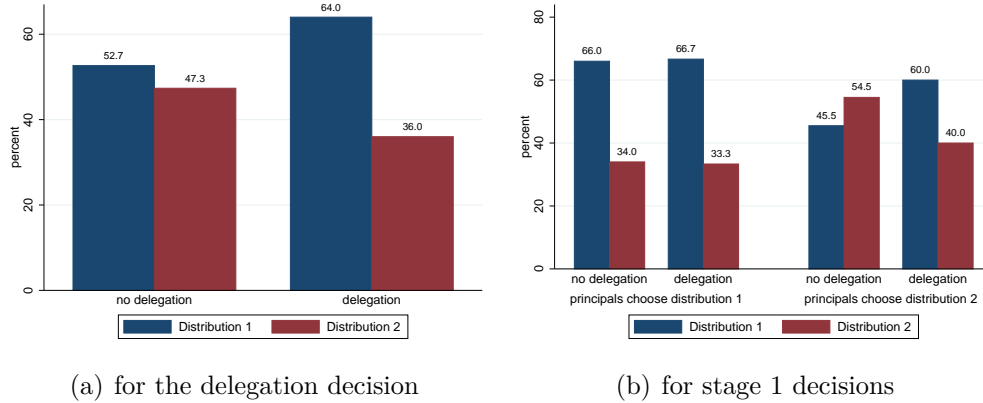 64.0
52.7
47.3
36.0
percent
0
20
40
60
no delegation
delegation
Distribution 1
Distribution 2
(a) for the delegation decision
66.0
34.0
66.7
33.3
45.5
54.5
60.0
40.0
percent
0
20
40
60
80
no delegation
delegation
no delegation
delegation
principals choose distribution 1
principals choose distribution 2
Distribution 1
Distribution 2
(b) for stage 1 decisions